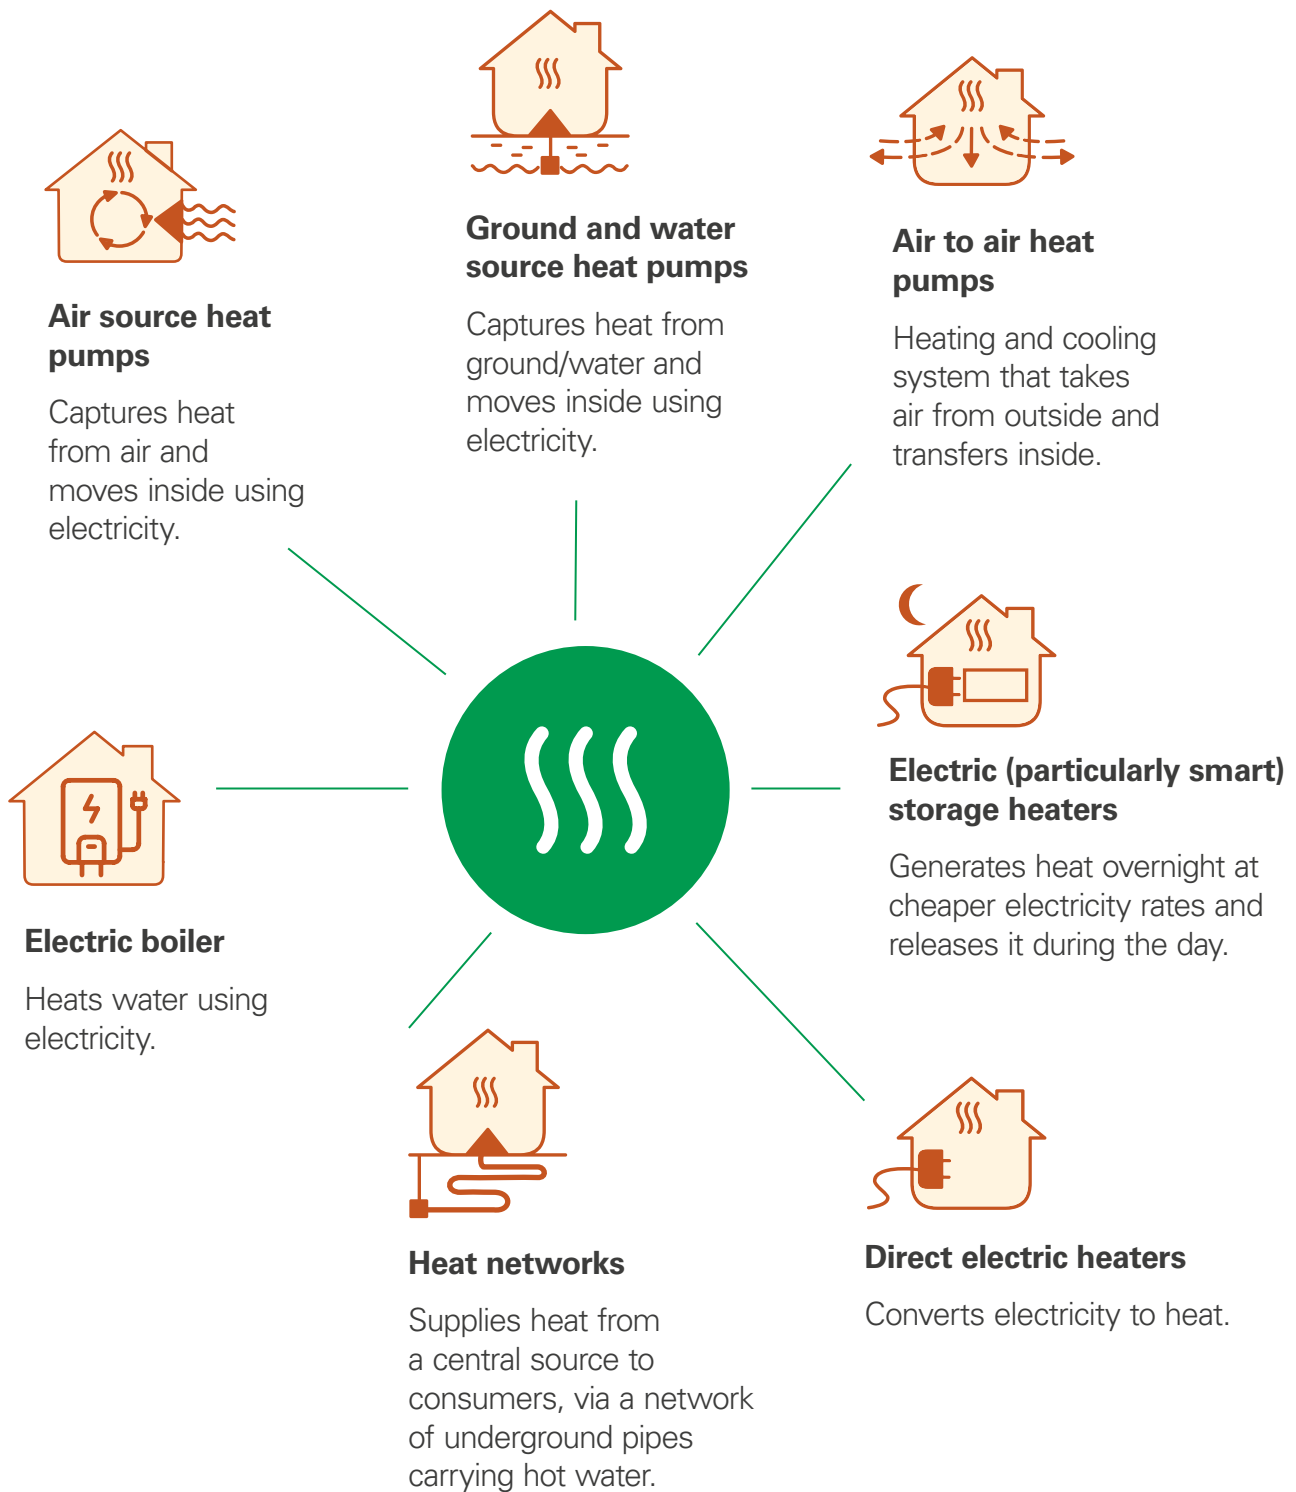 Air source heat
pumps
Captures heat
from air and
moves inside using
electricity.
Ground and water
source heat pumps
Captures heat from
ground/water and
moves inside using
electricity.
Air to air heat
pumps
Heating and cooling
system that takes
air from outside and
transfers inside.
Electric (particularly smart)
storage heaters
Generates heat overnight at
cheaper electricity rates and
releases it during the day.
Electric boiler
Heats water using
electricity.
Heat networks
Supplies heat from
a central source to
consumers, via a network
of underground pipes
carrying hot water.
Direct electric heaters
Converts electricity to heat.